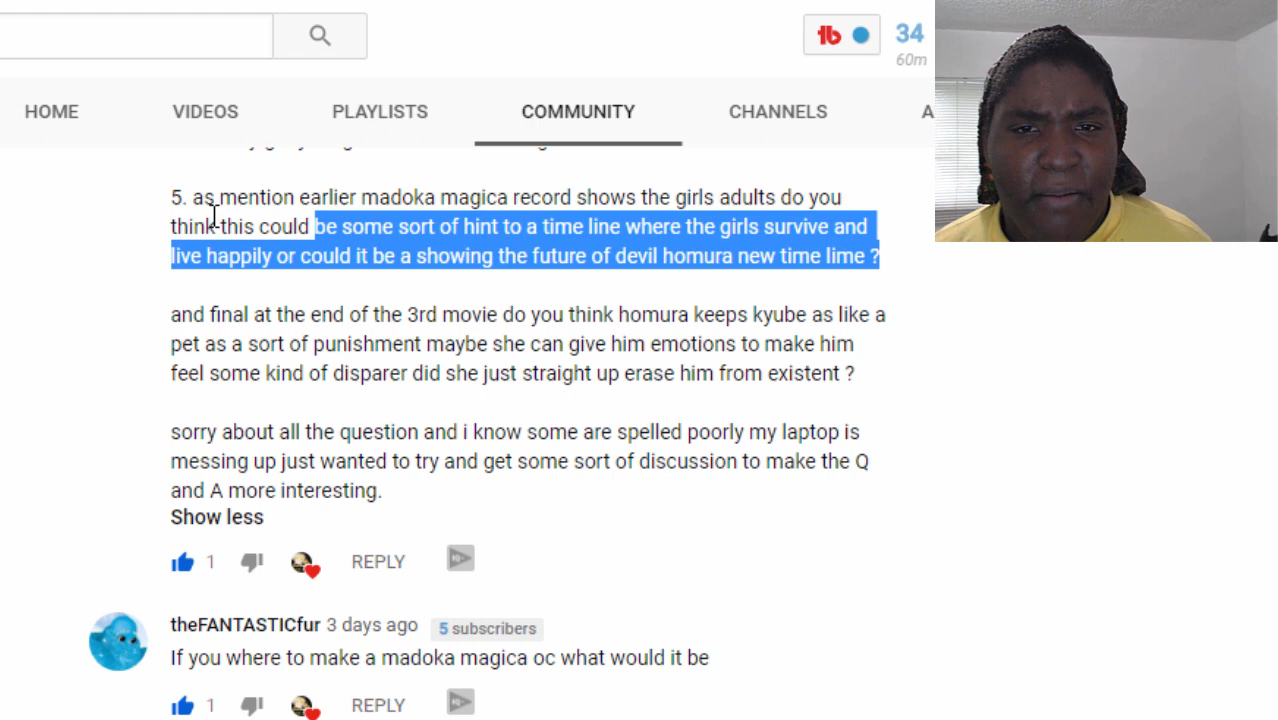 34
60m
HOME VIDEOS PLAYLISTS COMMUNITY CHANNELS A
5. as mention earlier madoka magica record shows the girls adults do you
think this could be some sort of hint to a time line where the girls survive and
live happily or could it be a showing the future of devil homura new time lime ?
and final at the end of the 3rd movie do you think homura keeps kyube as like a
pet as a sort of punishment maybe she can give him emotions to make him
feel some kind of disparer did she just straight up erase him from existent ?
sorry about all the question and i know some are spelled poorly my laptop is
messing up just wanted to try and get some sort of discussion to make the Q
and A more interesting.
Show less
1 REPLY
theFANTASTICfur 3 days ago 5 subscribers
If you where to make a madoka magica oc what would it be
1 REPLY